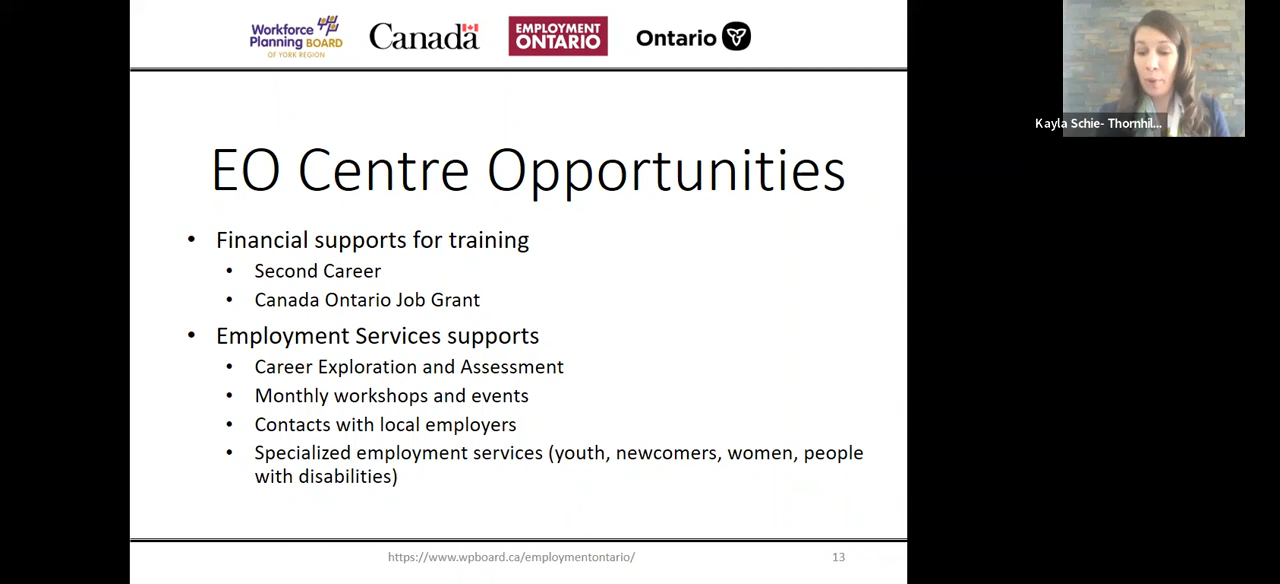 Workforce
Planning BOARD
OF YORK REGION
Canada
EMPLOYMENT
ONTARIO
Ontario
Kayla Schie- Thornhil...
EO Centre Opportunities
• Financial supports for training
• Second Career
• Canada Ontario Job Grant
• Employment Services supports
• Career Exploration and Assessment
• Monthly workshops and events
• Contacts with local employers
• Specialized employment services (youth, newcomers, women, people
with disabilities)
https://www.wpboard.ca/employmentontario/
13